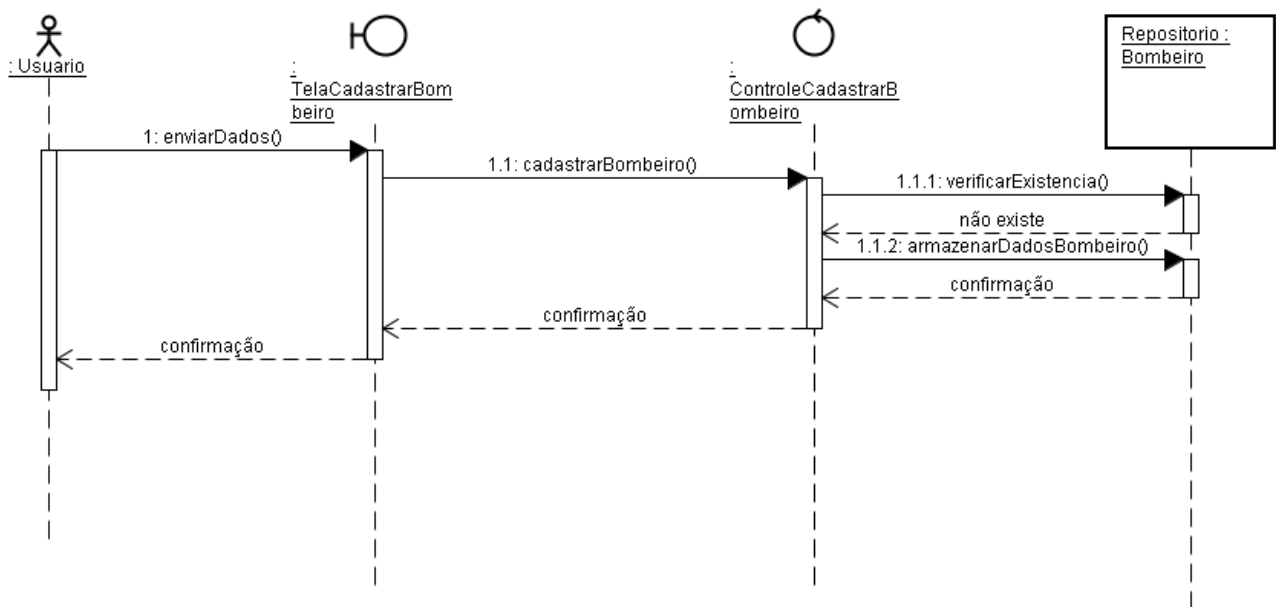 : Usuario
:
TelaCadastrarBom
beiro
:
ControleCadastrarB
ombeiro
Repositorio :
Bombeiro
1: enviarDados()
1.1: cadastrarBombeiro()
1.1.1: verificarExistencia()
não existe
1.1.2: armazenarDadosBombeiro()
confirmação
confirmação
confirmação